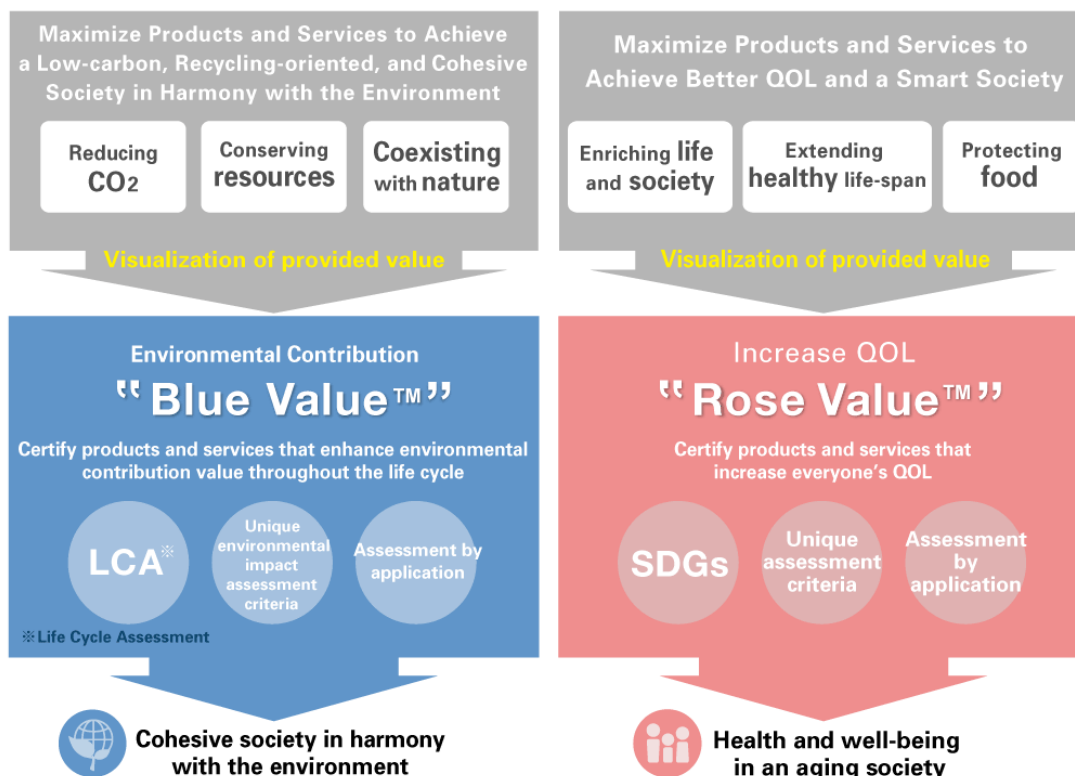 Maximize Products and Services to Achieve
a Low-carbon, Recycling-oriented, and Cohesive
Society in Harmony with the Environment
Reducing
CO2
Conserving
resources
Coexisting
with nature
Visualization of provided value
Environmental Contribution
“Blue Value™”
Certify products and services that enhance environmental
contribution value throughout the life cycle
LCA※
Unique
environmental
impact
assessment
criteria
Assessment by
application
※Life Cycle Assessment
Cohesive society in harmony
with the environment
Maximize Products and Services to
Achieve Better QOL and a Smart Society
Enriching life
and society
Extending
healthy life-span
Protecting
food
Visualization of provided value
Increase QOL
“Rose Value™”
Certify products and services that
increase everyone’s QOL
SDGs
Unique
assessment
criteria
Assessment
by
application
Health and well-being
in an aging society